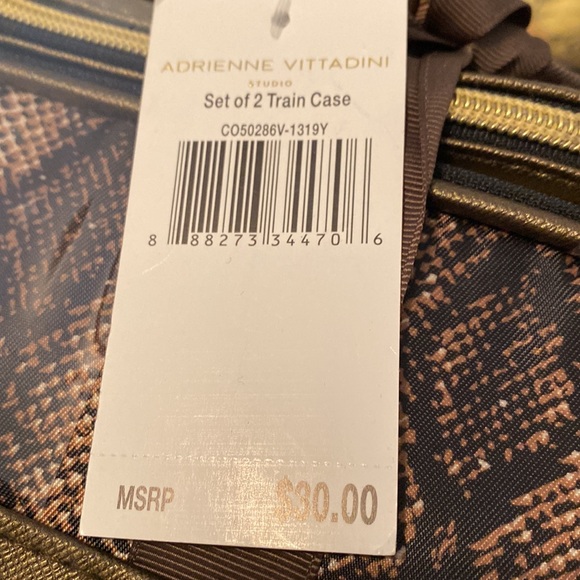 ADRIENNE VITTADINI
STUDIO
Set of 2 Train Case
CO50286V-1319Y
8 88273 34470 6
MSRP $30.00